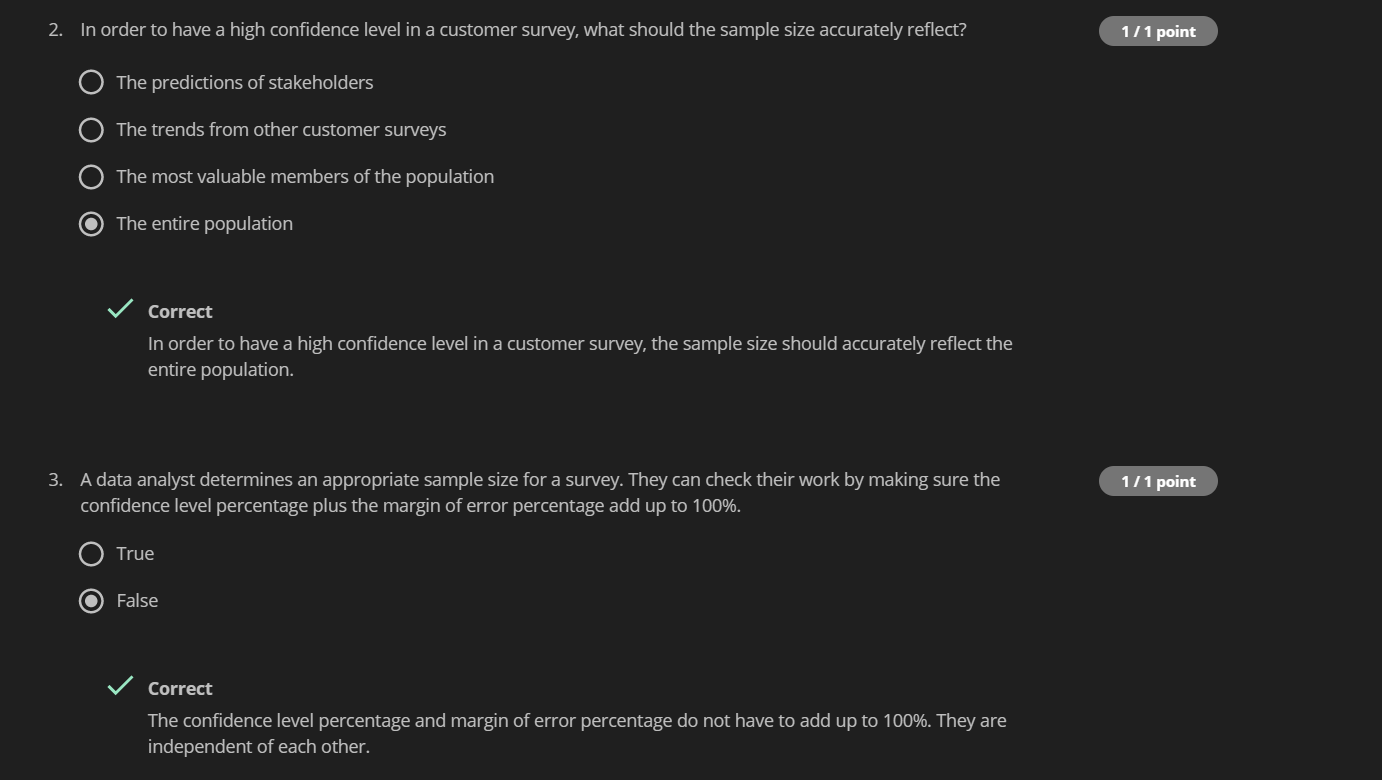 2. In order to have a high confidence level in a customer survey, what should the sample size accurately reflect?
1 / 1 point
The predictions of stakeholders
The trends from other customer surveys
The most valuable members of the population
The entire population
Correct
In order to have a high confidence level in a customer survey, the sample size should accurately reflect the
entire population.
3. A data analyst determines an appropriate sample size for a survey. They can check their work by making sure the
1 / 1 point
confidence level percentage plus the margin of error percentage add up to 100%.
True
False
Correct
The confidence level percentage and margin of error percentage do not have to add up to 100%. They are
independent of each other.